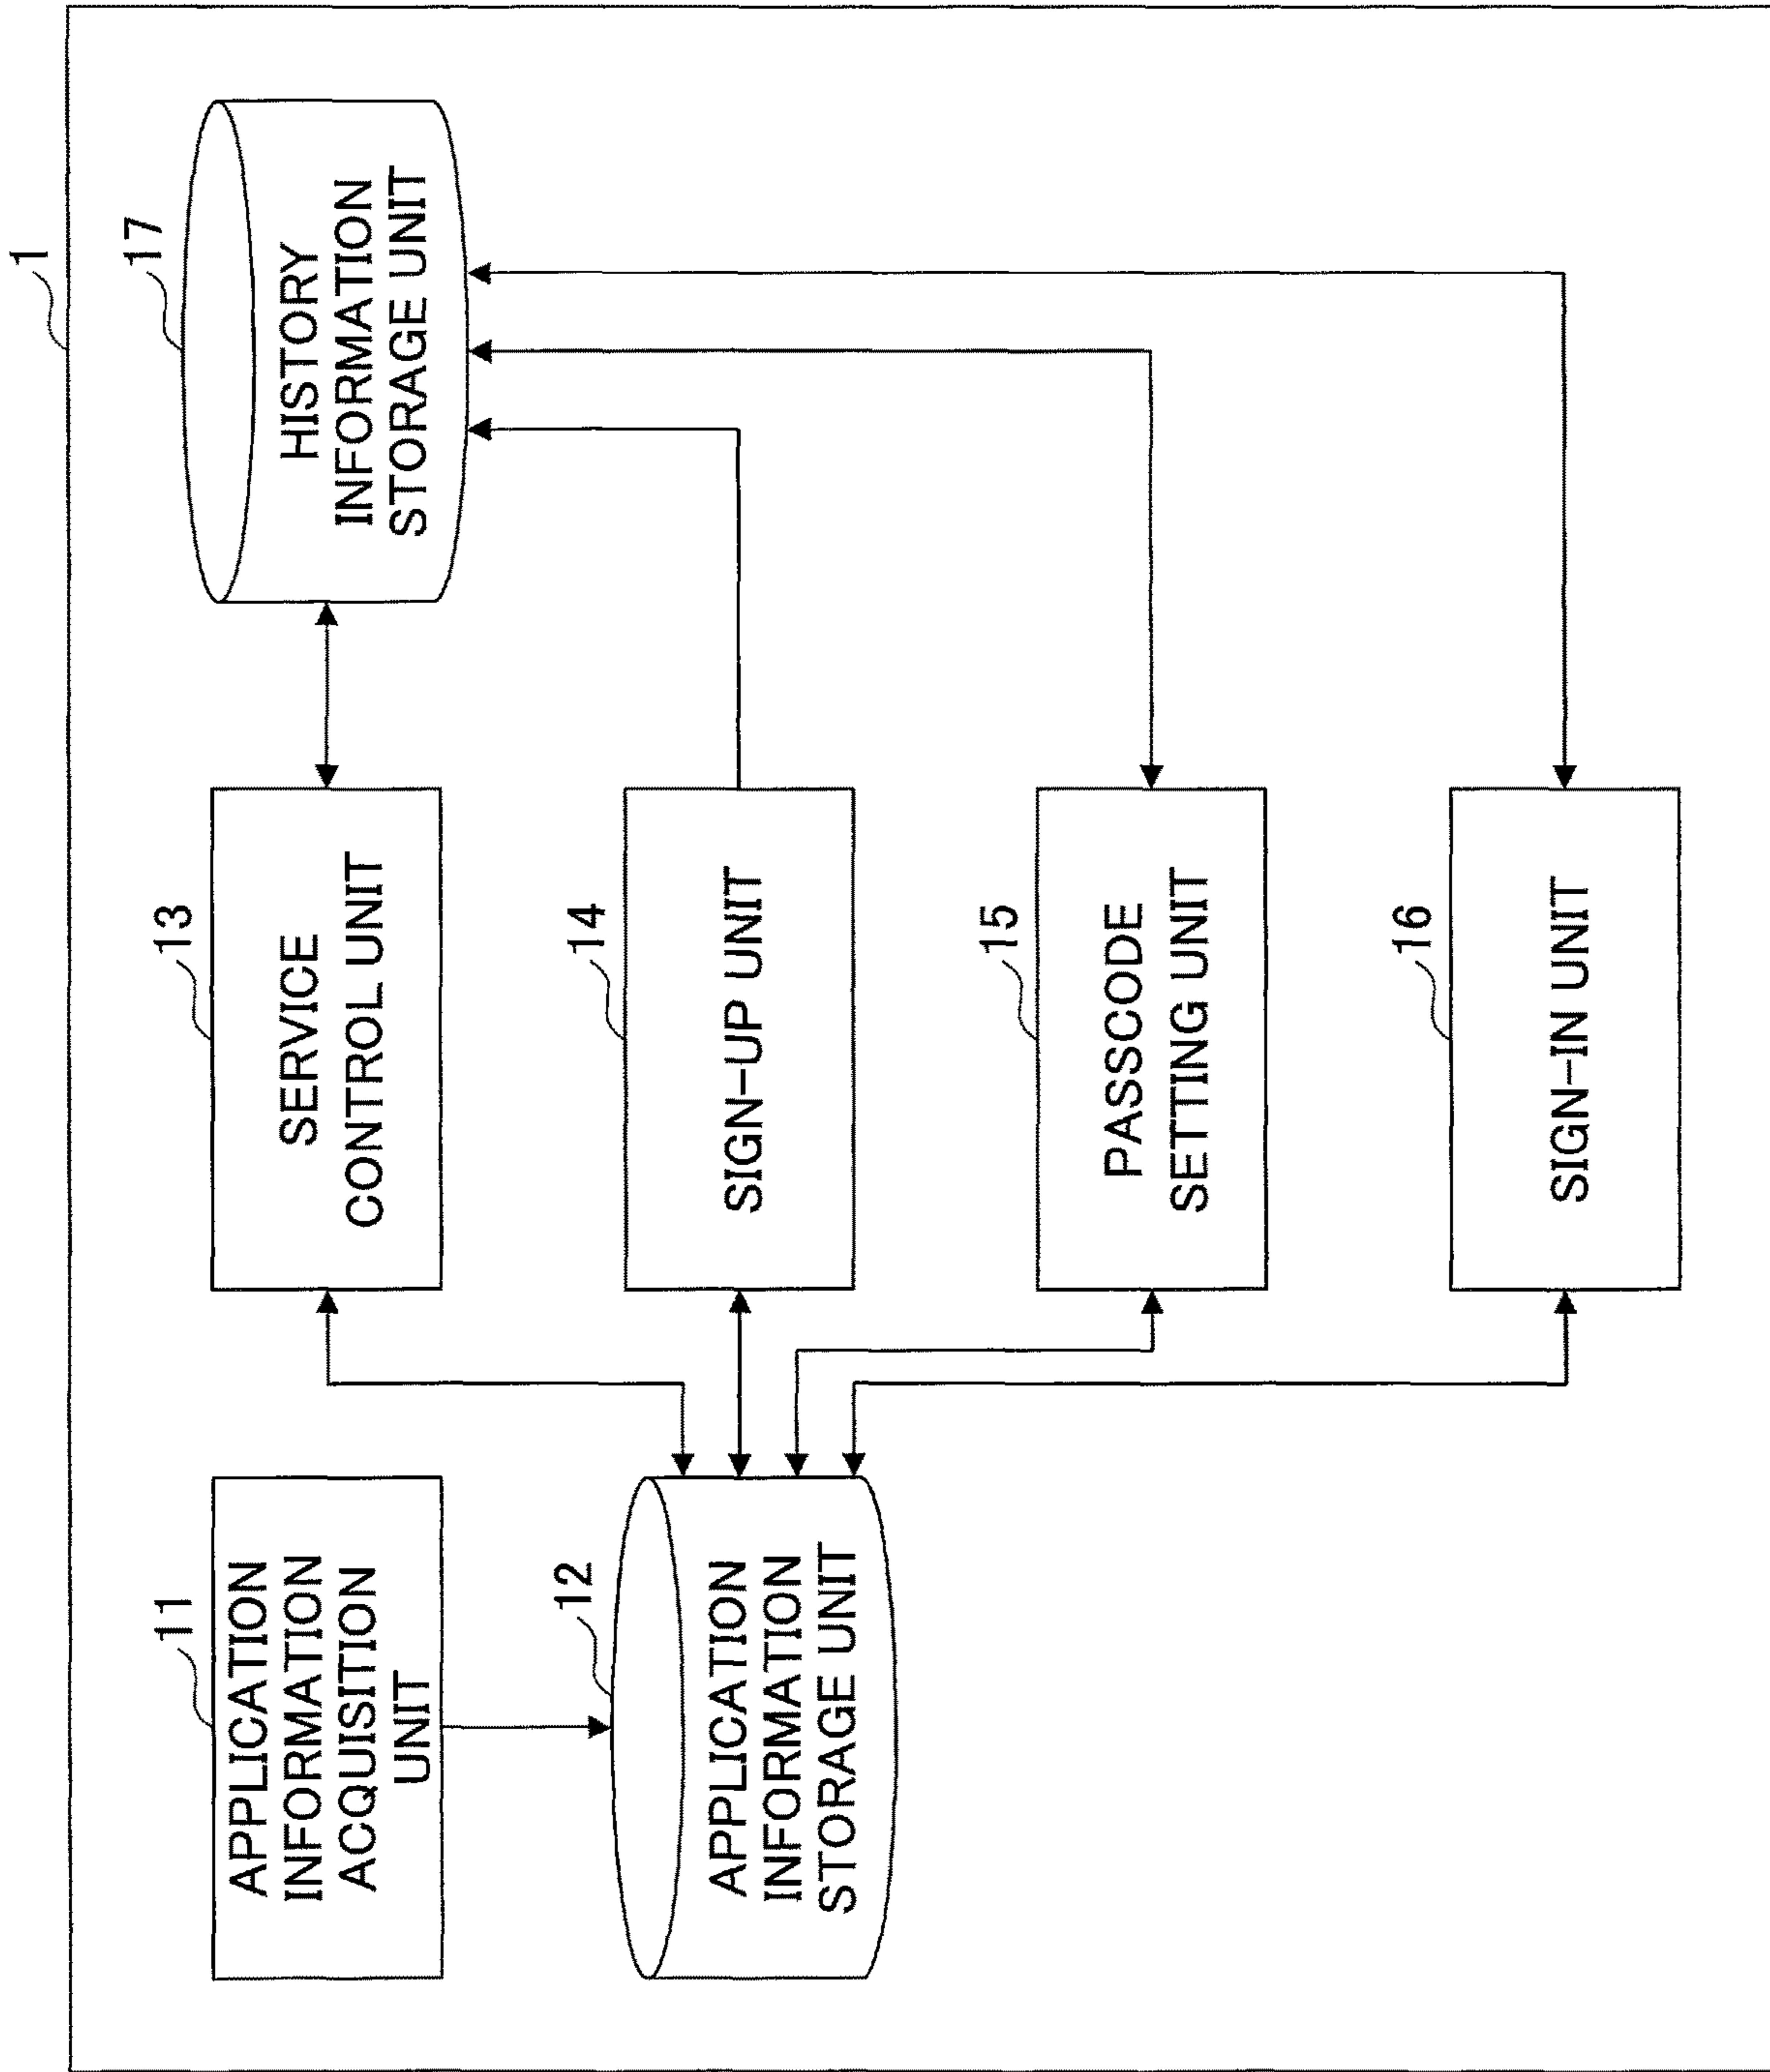 1
11
APPLICATION
INFORMATION
ACQUISITION
UNIT
12
APPLICATION
INFORMATION
STORAGE UNIT
13
SERVICE
CONTROL UNIT
14
SIGN-UP UNIT
15
PASSCODE
SETTING UNIT
16
SIGN-IN UNIT
17
HISTORY
INFORMATION
STORAGE UNIT